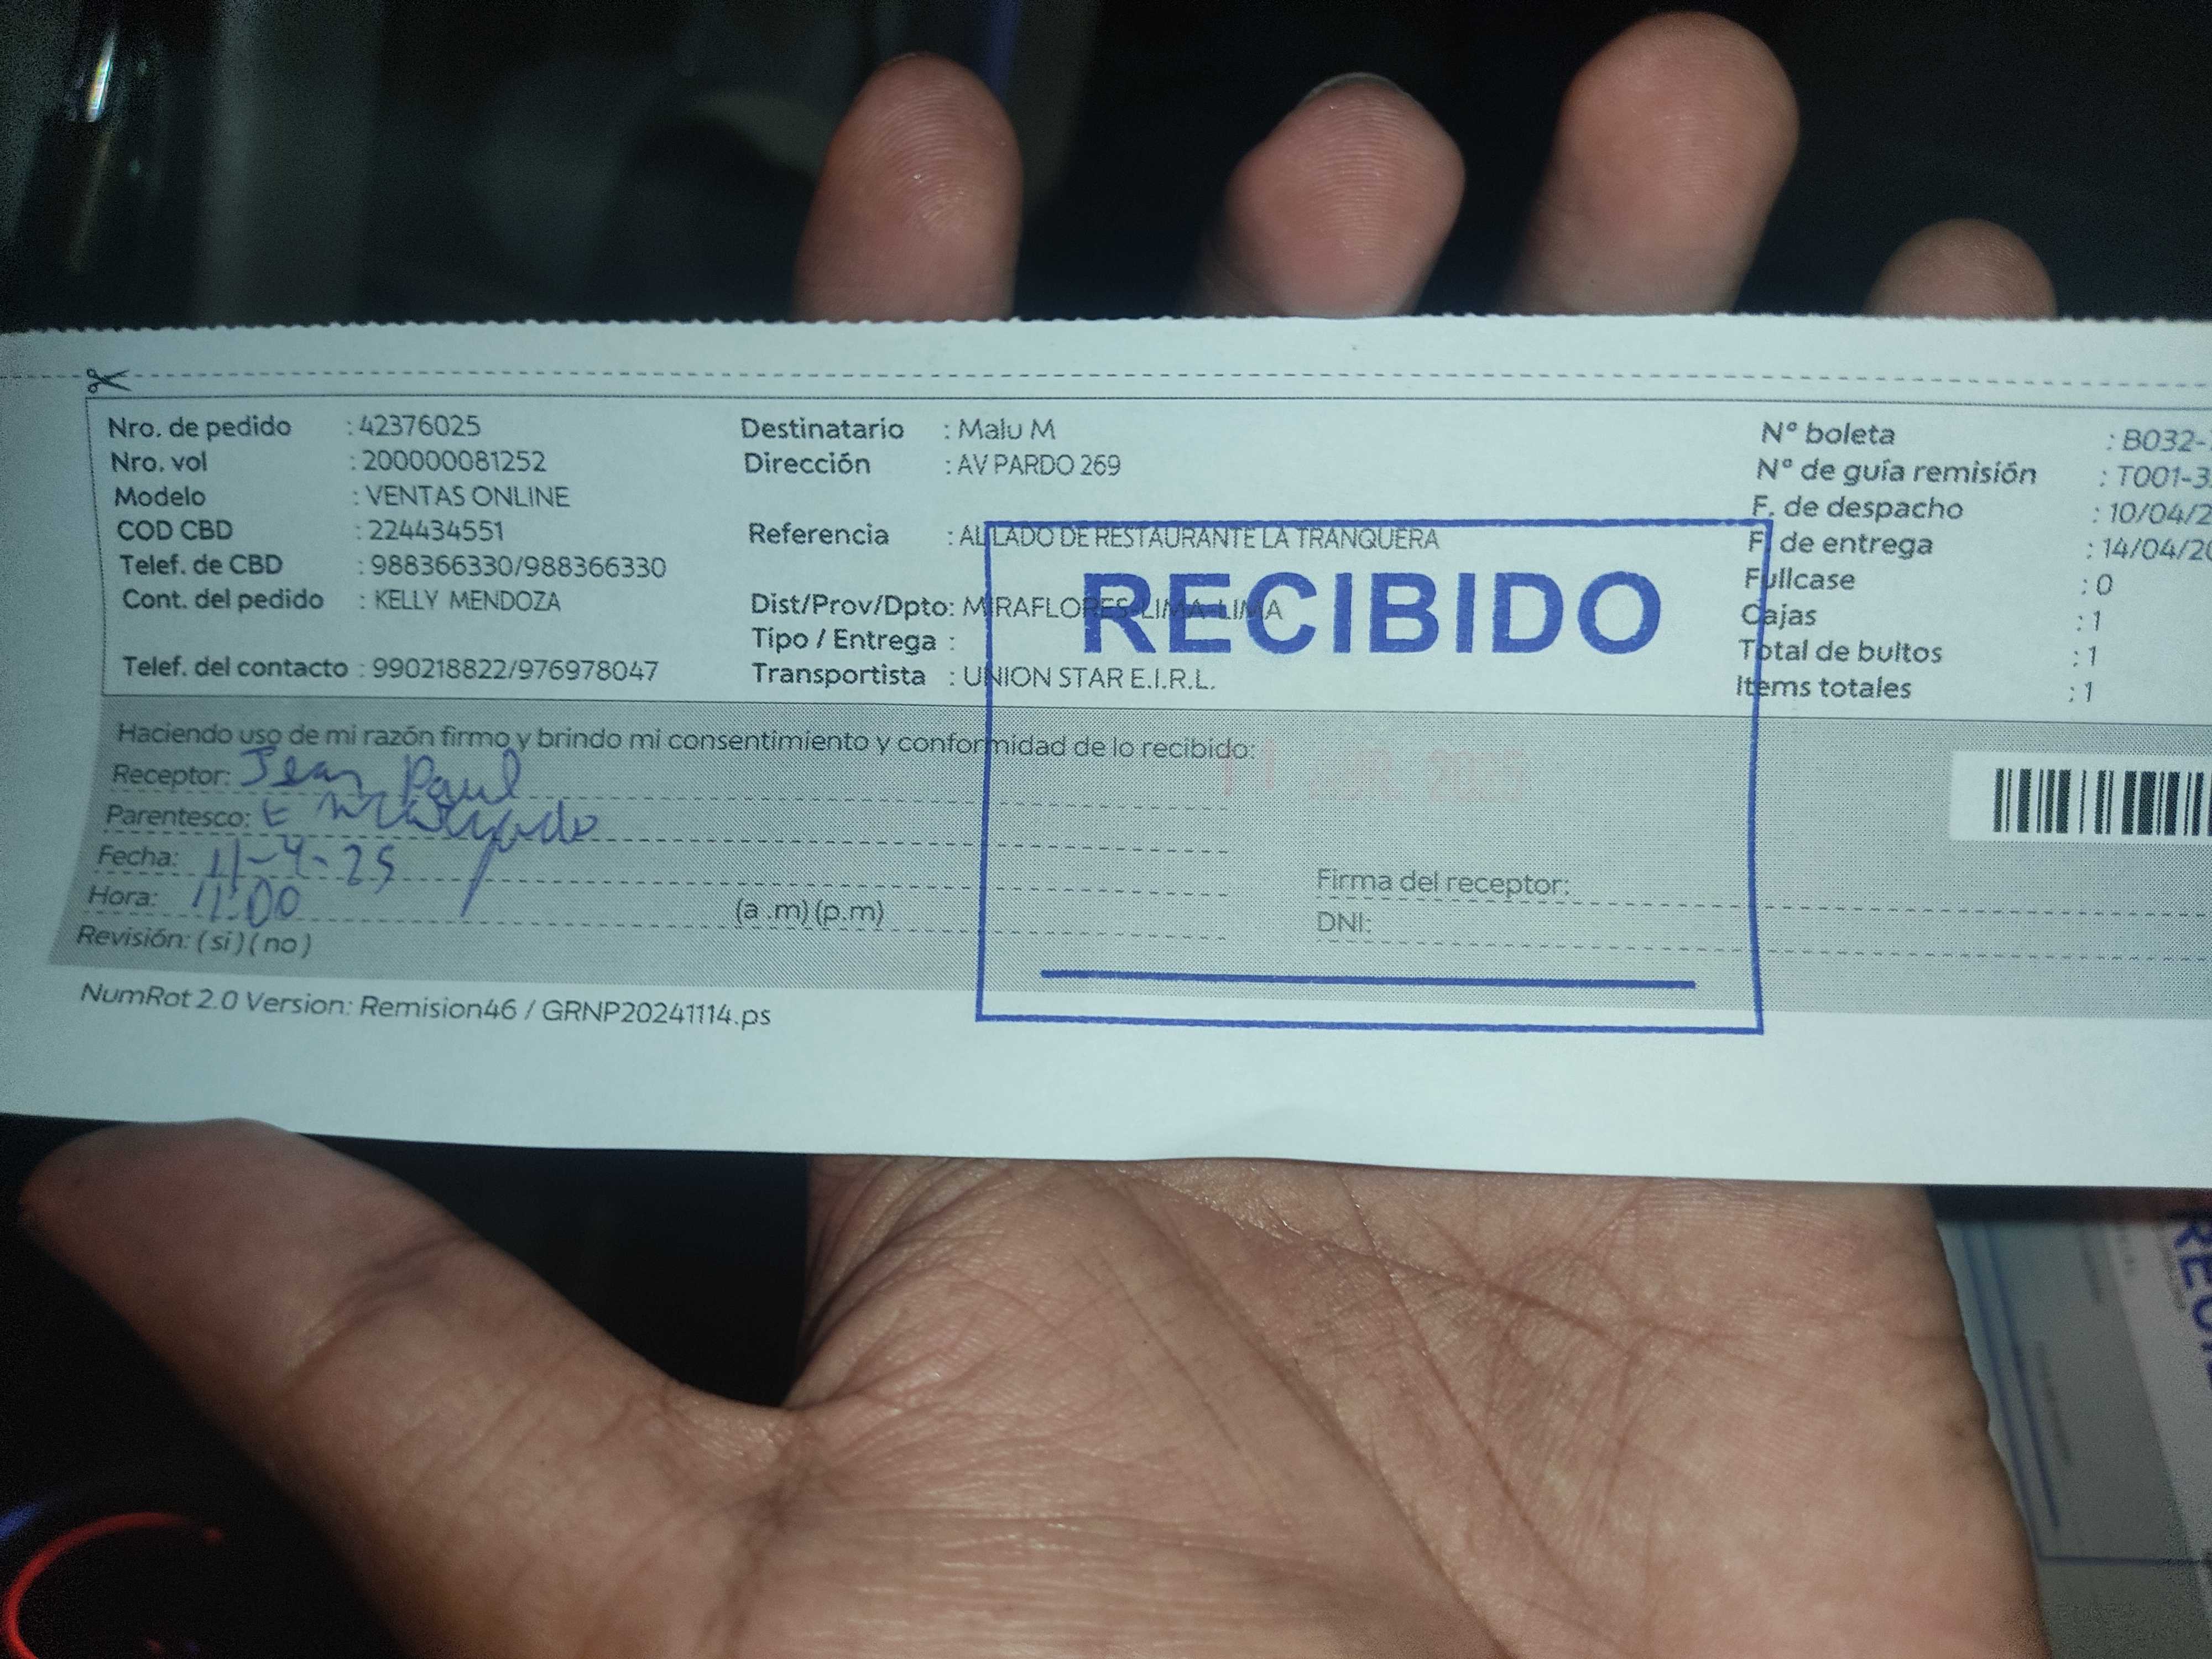 Nro. de pedido : 42376025
Nro. vol : 200000081252
Modelo : VENTAS ONLINE
COD CBD : 224434551
Telef. de CBD : 988366330/988366330
Cont. del pedido : KELLY MENDOZA
Telef. del contacto : 990218822/976978047
Destinatario : Malu M
Dirección : AV PARDO 269
Referencia : AL LADO DE RESTAURANTE LA TRANQUERA
Dist/Prov/Dpto: MIRAFLORES-LIMA-LIMA
Tipo / Entrega :
Transportista : UNION STAR E.I.R.L.
Nº boleta : B032-
Nº de guía remisión : T001-3
F. de despacho : 10/04/2
F. de entrega : 14/04/20
Fullcase : 0
Cajas : 1
Total de bultos : 1
Items totales : 1
RECIBIDO
11 ABR. 2025
Haciendo uso de mi razón firmo y brindo mi consentimiento y conformidad de lo recibido:
Receptor: Jean Paul
Parentesco:
Fecha: 11-4-25
Hora: 11:00 (a .m) (p.m)
Revisión: ( si ) ( no )
Firma del receptor:
DNI:
NumRot 2.0 Version: Remision46 / GRNP20241114.ps